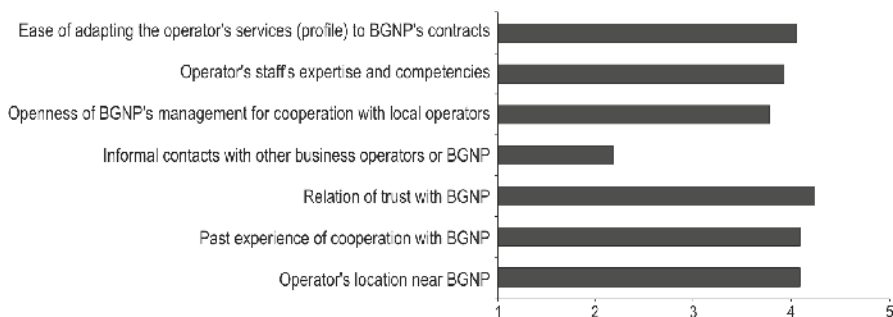 Ease of adapting the operator's services (profile) to BGNP's contracts
Operator's staff's expertise and competencies
Openness of BGNP's management for cooperation with local operators
Informal contacts with other business operators or BGNP
Relation of trust with BGNP
Past experience of cooperation with BGNP
Operator's location near BGNP
1 2 3 4 5